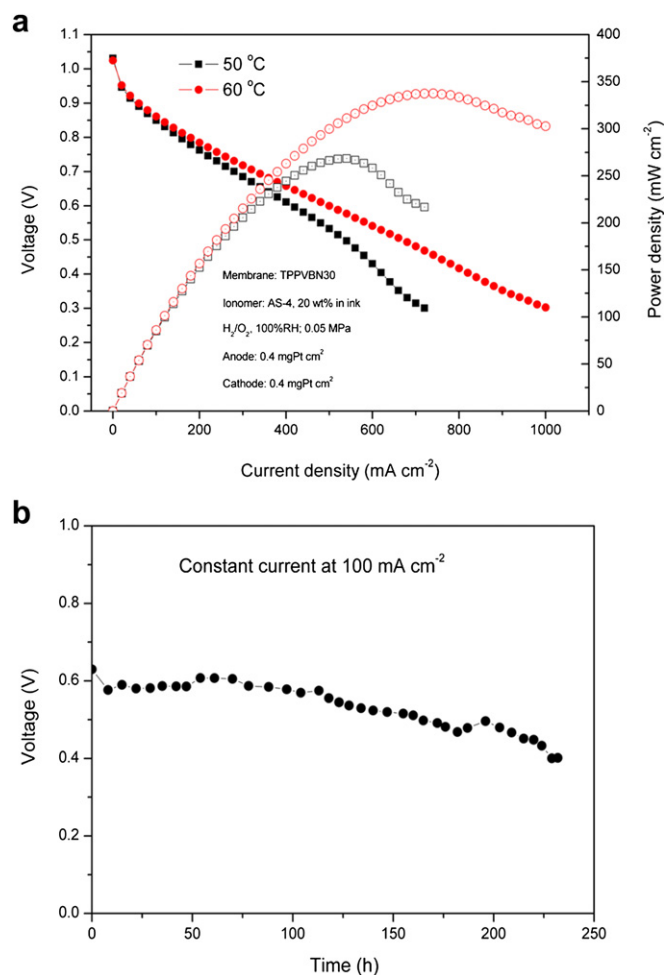 a
50 °C
60 °C
1.1
1.0
0.9
0.8
0.7
0.6
0.5
0.4
0.3
0.2
0.1
0.0
Voltage (V)
400
350
300
250
200
150
100
50
0
Power density (mW cm⁻²)
Membrane: TPPVBN30
Ionomer: AS-4, 20 wt% in ink
H₂/O₂, 100%RH; 0.05 MPa
Anode: 0.4 mgPt cm²
Cathode: 0.4 mgPt cm²
0 200 400 600 800 1000
Current density (mA cm⁻²)
b
Constant current at 100 mA cm⁻²
1.0
0.8
0.6
0.4
0.2
0.0
Voltage (V)
0 50 100 150 200 250
Time (h)